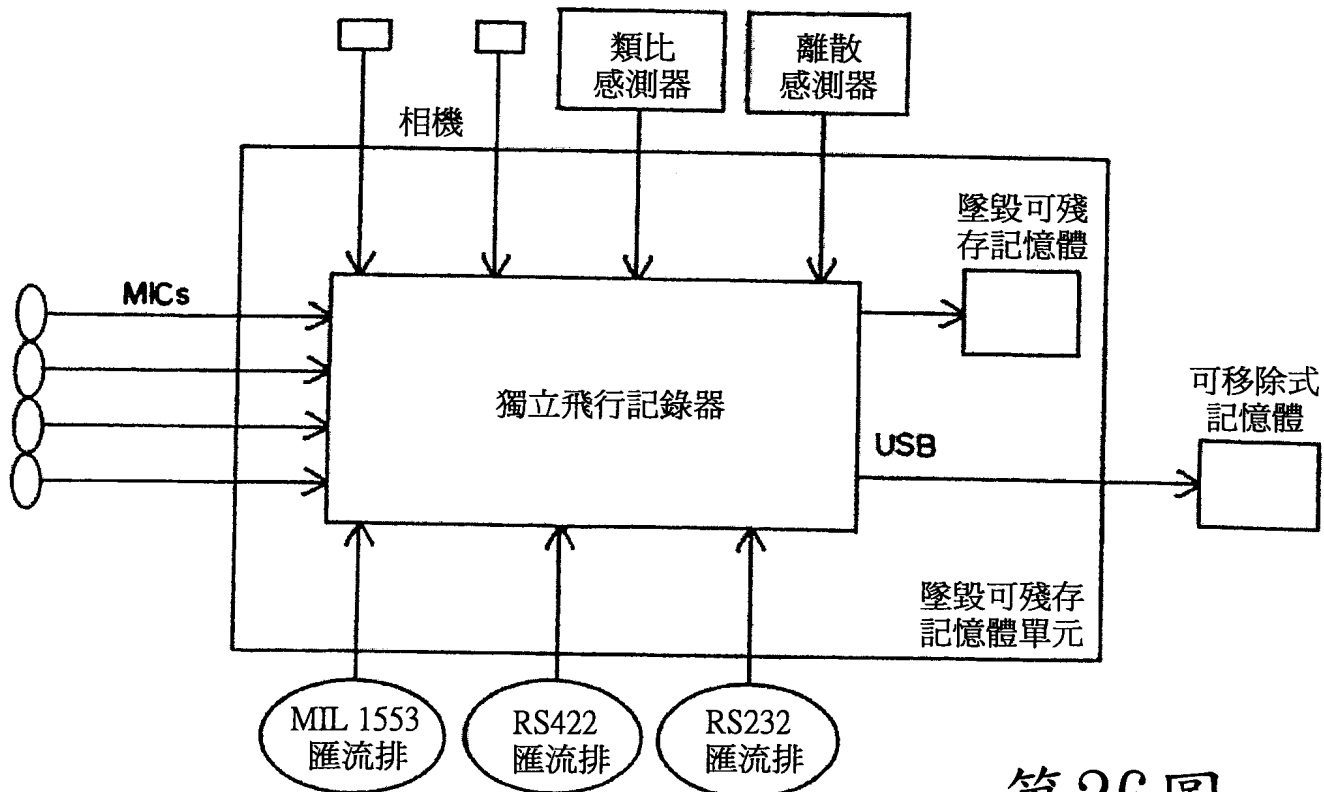 類比
感測器
離散
感測器
相機
墜毀可殘
存記憶體
MICs
獨立飛行記錄器
可移除式
記憶體
USB
墜毀可殘存
記憶體單元
MIL 1553
匯流排
RS422
匯流排
RS232
匯流排
第26圖